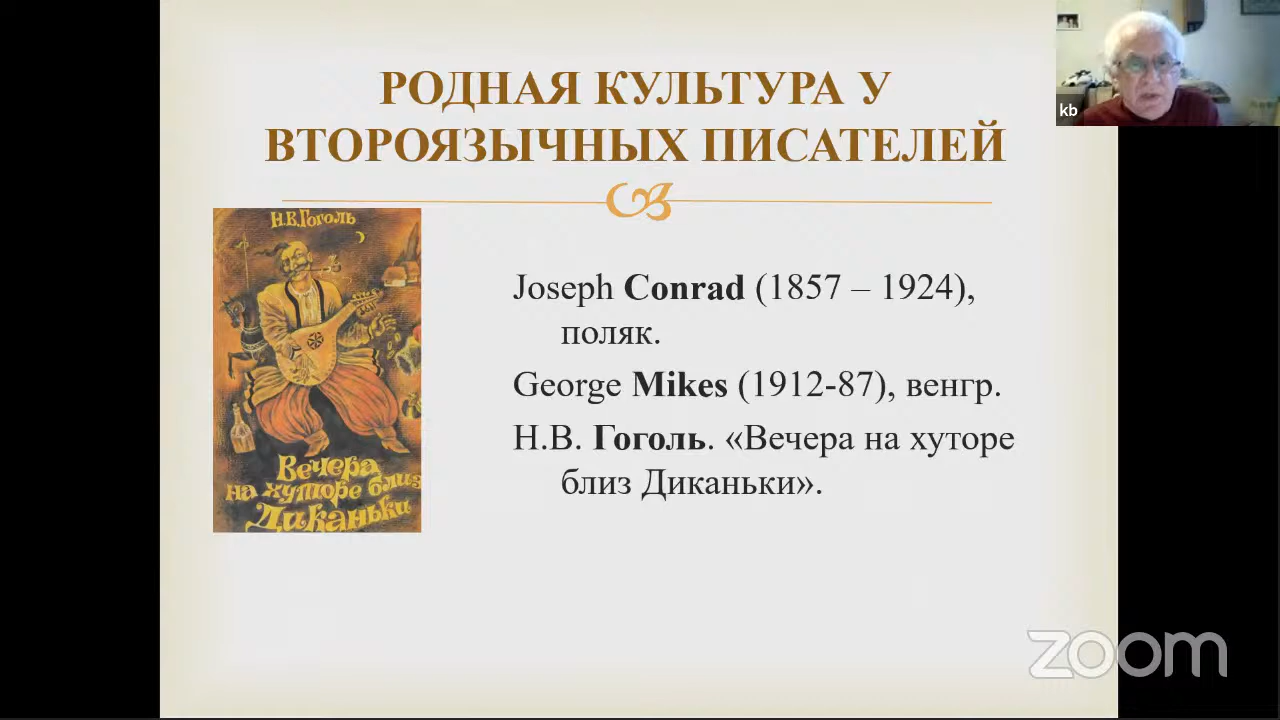 РОДНАЯ КУЛЬТУРА У
ВТОРОЯЗЫЧНЫХ ПИСАТЕЛЕЙ
kb
Н.В.Гоголь
Вечера
на хуторе близ
Диканьки
Joseph Conrad (1857 – 1924),
поляк.
George Mikes (1912-87), венгр.
Н.В. Гоголь. «Вечера на хуторе
близ Диканьки».
zoom